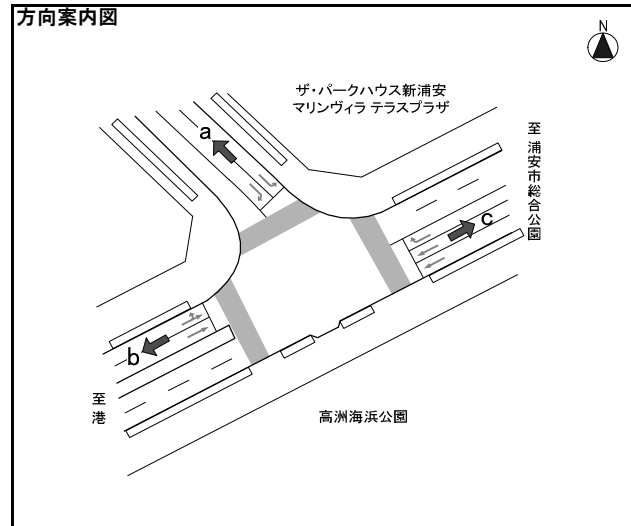 方向案内図
N
ザ・パークハウス新浦安
マリンヴィラ テラスプラザ
至 浦安市総合公園
a
c
b
至 港
高洲海浜公園